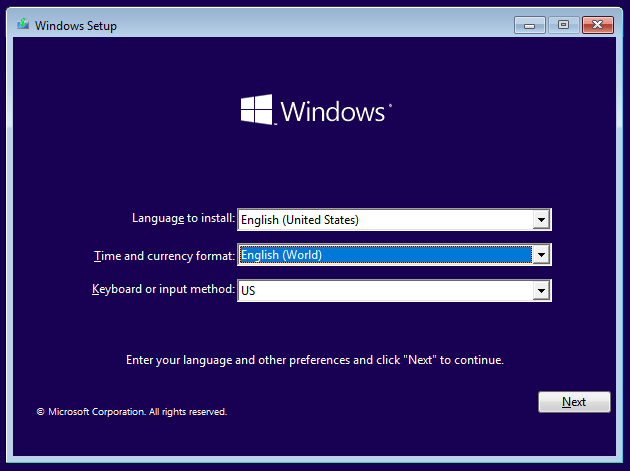 Windows Setup
Windows
Language to install: English (United States)
Time and currency format: English (World)
Keyboard or input method: US
Enter your language and other preferences and click "Next" to continue.
Next
© Microsoft Corporation. All rights reserved.